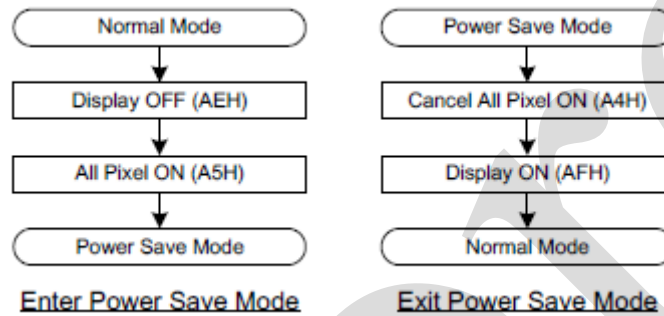 Normal Mode
Display OFF (AEH)
All Pixel ON (A5H)
Power Save Mode
Enter Power Save Mode
Power Save Mode
Cancel All Pixel ON (A4H)
Display ON (AFH)
Normal Mode
Exit Power Save Mode